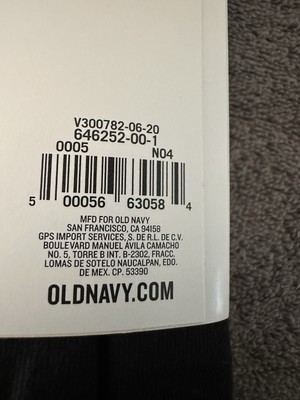 V300782-06-20
646252-00-1
0005 N04
5 00056 63058 4
MFD FOR OLD NAVY
SAN FRANCISCO, CA 94158
GPS IMPORT SERVICES, S. DE R.L. DE C.V.
BOULEVARD MANUEL ÁVILA CAMACHO
NO. 5, TORRE B INT. B-2302, FRACC.
LOMAS DE SOTELO NAUCALPAN, EDO.
DE MEX. CP. 53390
OLDNAVY.COM